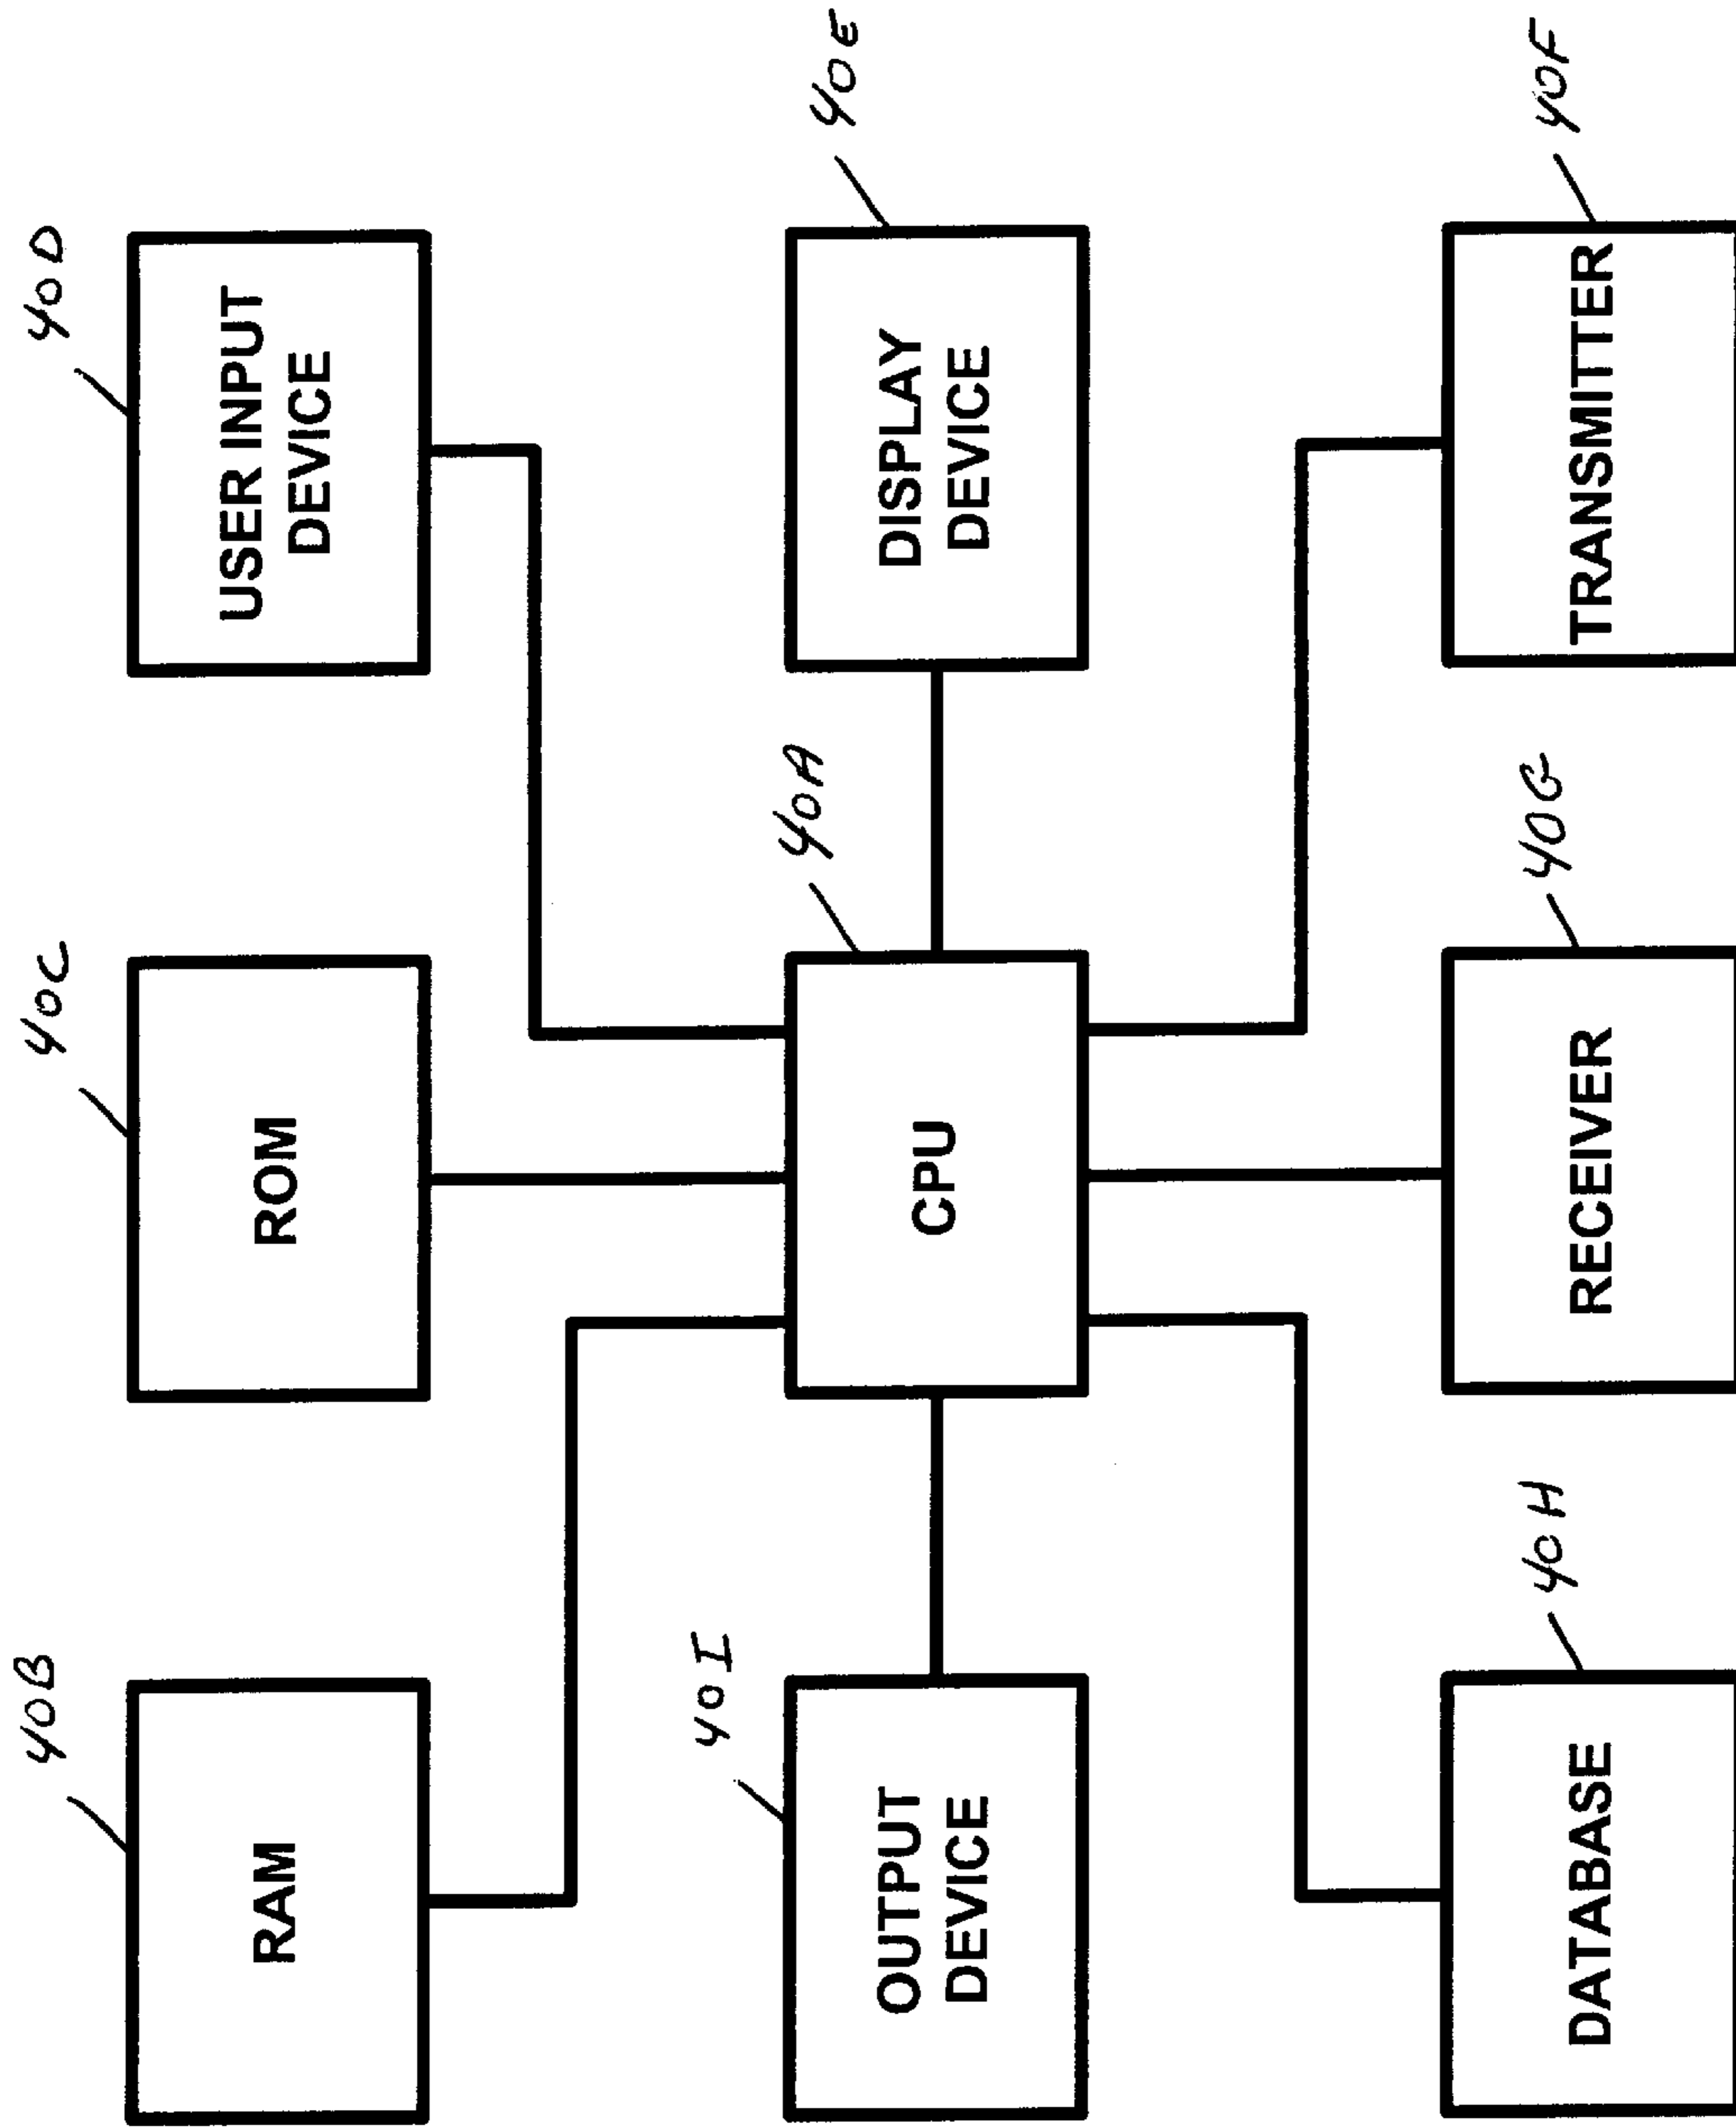 40B
RAM
40C
ROM
40D
USER INPUT
DEVICE
40I
OUTPUT
DEVICE
40A
CPU
40E
DISPLAY
DEVICE
40H
DATABASE
40G
RECEIVER
40F
TRANSMITTER